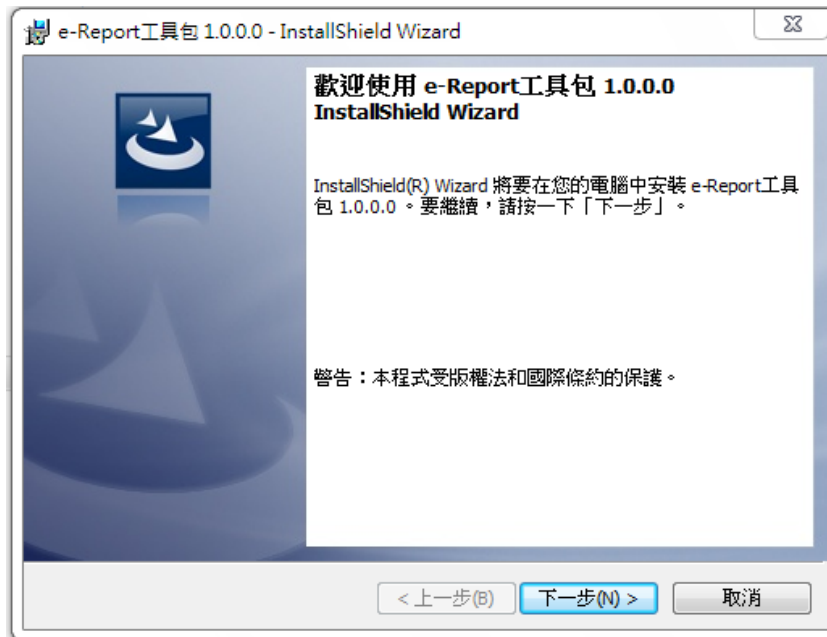 e-Report工具包 1.0.0.0 - InstallShield Wizard
歡迎使用 e-Report工具包 1.0.0.0
InstallShield Wizard
InstallShield(R) Wizard 將要在您的電腦中安裝 e-Report工具
包 1.0.0.0 。要繼續，請按一下「下一步」。
警告：本程式受版權法和國際條約的保護。
< 上一步(B) 下一步(N) > 取消